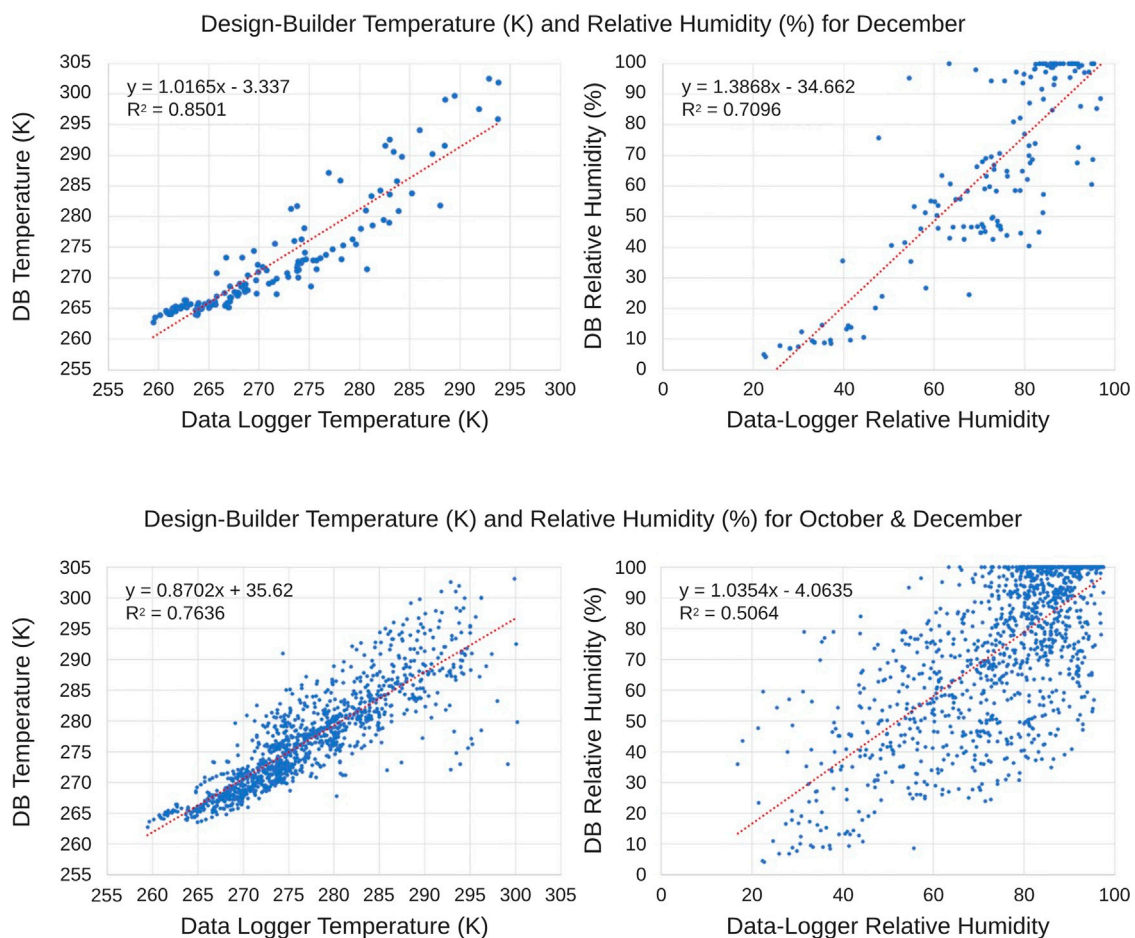 Design-Builder Temperature (K) and Relative Humidity (%) for December
305
300
295
290
285
280
275
270
265
260
255
DB Temperature (K)
y = 1.0165x - 3.337
R² = 0.8501
255 260 265 270 275 280 285 290 295 300
Data Logger Temperature (K)
100
90
80
70
60
50
40
30
20
10
0
DB Relative Humidity (%)
y = 1.3868x - 34.662
R² = 0.7096
0 20 40 60 80 100
Data-Logger Relative Humidity
Design-Builder Temperature (K) and Relative Humidity (%) for October & December
305
300
295
290
285
280
275
270
265
260
255
DB Temperature (K)
y = 0.8702x + 35.62
R² = 0.7636
255 260 265 270 275 280 285 290 295 300 305
Data Logger Temperature (K)
100
90
80
70
60
50
40
30
20
10
0
DB Relative Humidity (%)
y = 1.0354x - 4.0635
R² = 0.5064
0 20 40 60 80 100
Data-Logger Relative Humidity